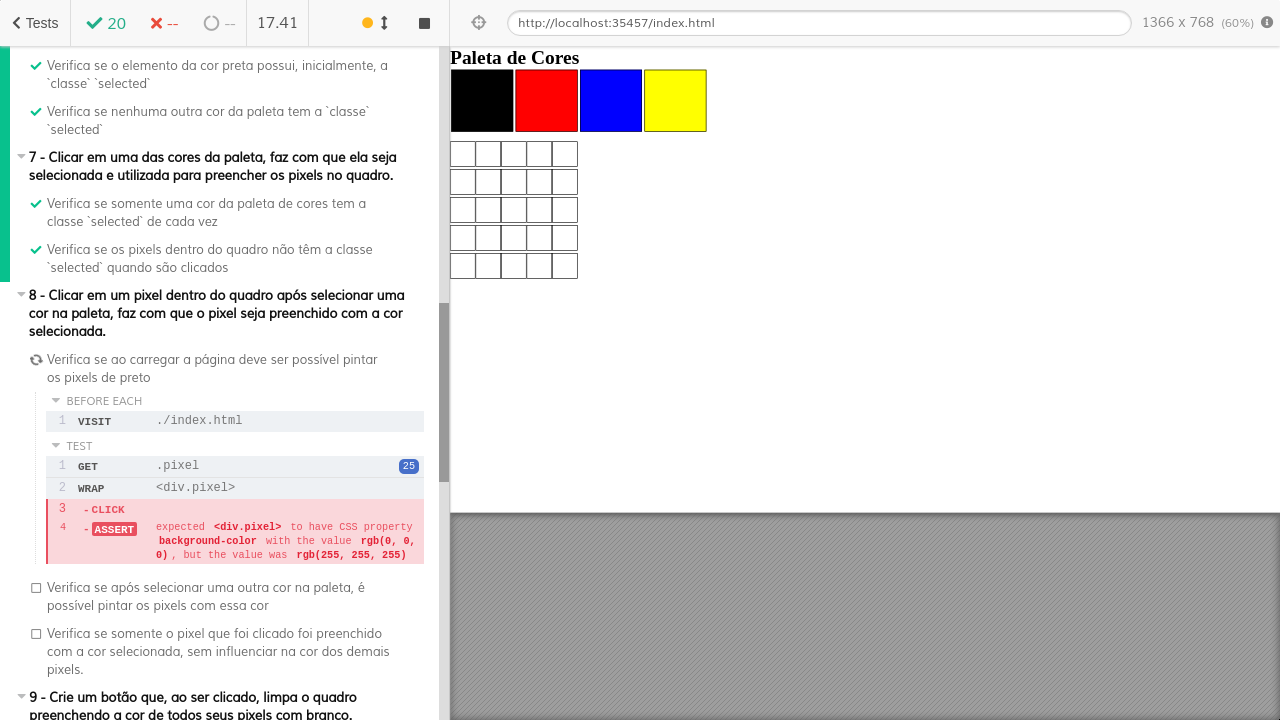 Tests 20 -- -- 17.41 http://localhost:35457/index.html 1366 x 768 (60%)
Verifica se o elemento da cor preta possui, inicialmente, a
`classe` `selected`
Verifica se nenhuma outra cor da paleta tem a `classe`
`selected`
7 - Clicar em uma das cores da paleta, faz com que ela seja
selecionada e utilizada para preencher os pixels no quadro.
Verifica se somente uma cor da paleta de cores tem a
classe `selected` de cada vez
Verifica se os pixels dentro do quadro não têm a classe
`selected` quando são clicados
8 - Clicar em um pixel dentro do quadro após selecionar uma
cor na paleta, faz com que o pixel seja preenchido com a cor
selecionada.
Verifica se ao carregar a página deve ser possível pintar
os pixels de preto
BEFORE EACH
1 VISIT ./index.html
TEST
1 GET .pixel 25
2 WRAP <div.pixel>
3 -CLICK
4 -ASSERT expected <div.pixel> to have CSS property
background-color with the value rgb(0, 0,
0), but the value was rgb(255, 255, 255)
Verifica se após selecionar uma outra cor na paleta, é
possível pintar os pixels com essa cor
Verifica se somente o pixel que foi clicado foi preenchido
com a cor selecionada, sem influenciar na cor dos demais
pixels.
9 - Crie um botão que, ao ser clicado, limpa o quadro
preenchendo a cor de todos seus pixels com branco.
Paleta de Cores